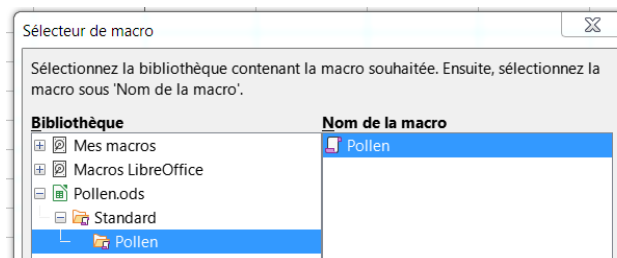 Sélecteur de macro
Sélectionnez la bibliothèque contenant la macro souhaitée. Ensuite, sélectionnez la
macro sous 'Nom de la macro'.
Bibliothèque
Nom de la macro
Mes macros
Pollen
Macros LibreOffice
Pollen.ods
Standard
Pollen